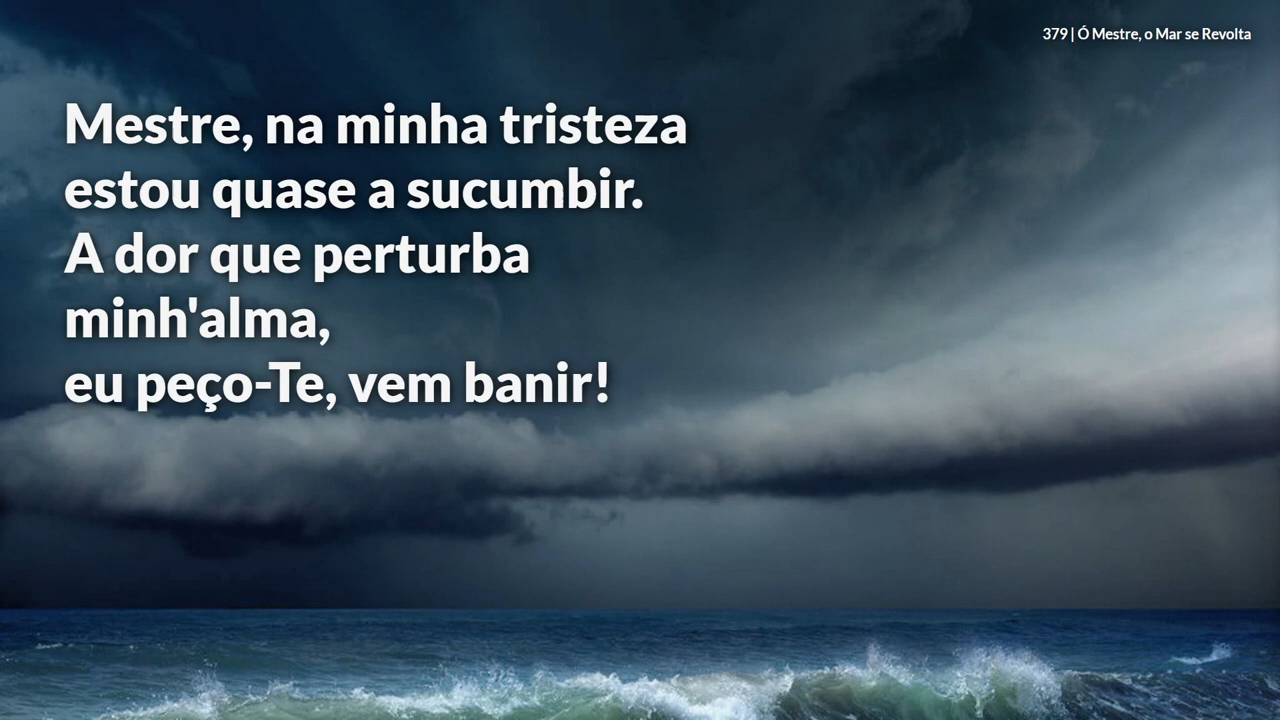 379 | Ó Mestre, o Mar se Revolta
Mestre, na minha tristeza
estou quase a sucumbir.
A dor que perturba
minh'alma,
eu peço-Te, vem banir!